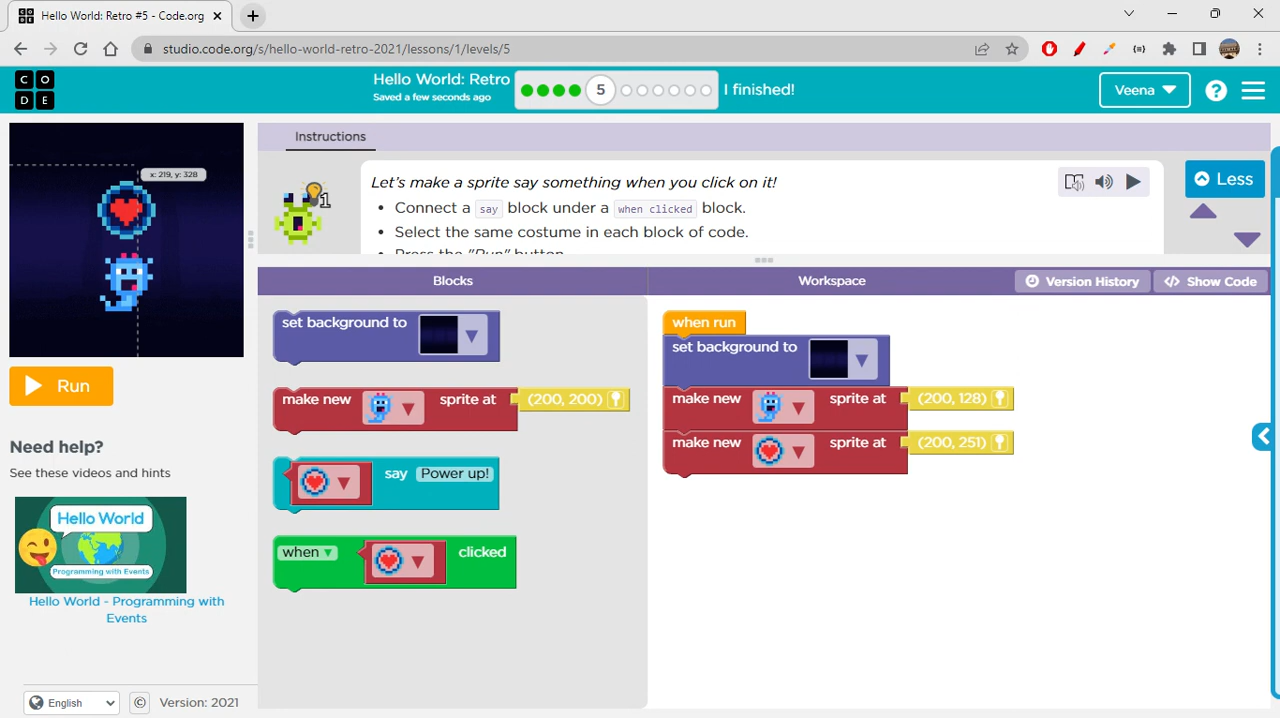 Hello World: Retro #5 - Code.org
studio.code.org/s/hello-world-retro-2021/lessons/1/levels/5
C O
D E
Hello World: Retro
Saved a few seconds ago
5
I finished!
Veena
?
x: 219, y: 328
Run
Need help?
See these videos and hints
Hello World
Programming with Events
Hello World - Programming with
Events
English
© Version: 2021
Instructions
1
Let's make a sprite say something when you click on it!
• Connect a say block under a when clicked block.
• Select the same costume in each block of code.
• Press the "Run" button
Less
Blocks
Workspace
Version History
Show Code
set background to
make new sprite at (200, 200)
say Power up!
when clicked
when run
set background to
make new sprite at (200, 128)
make new sprite at (200, 251)